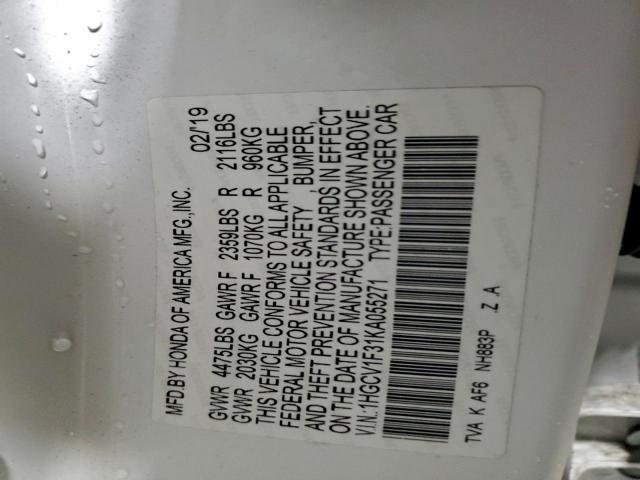 MFD.BY HONDA OF AMERICA MFG.,INC. 02/'19
GVWR 4475LBS GAWR F 2359LBS R 2116LBS
GVWR 2030KG GAWR F 1070KG R 960KG
THIS VEHICLE CONFORMS TO ALL APPLICABLE
FEDERAL MOTOR VEHICLE SAFETY , BUMPER,
AND THEFT PREVENTION STANDARDS IN EFFECT
ON THE DATE OF MANUFACTURE SHOWN ABOVE.
V.I.N.:1HGCV1F31KA055271 TYPE:PASSENGER CAR
TVA K AF6 NH883P . Z . A